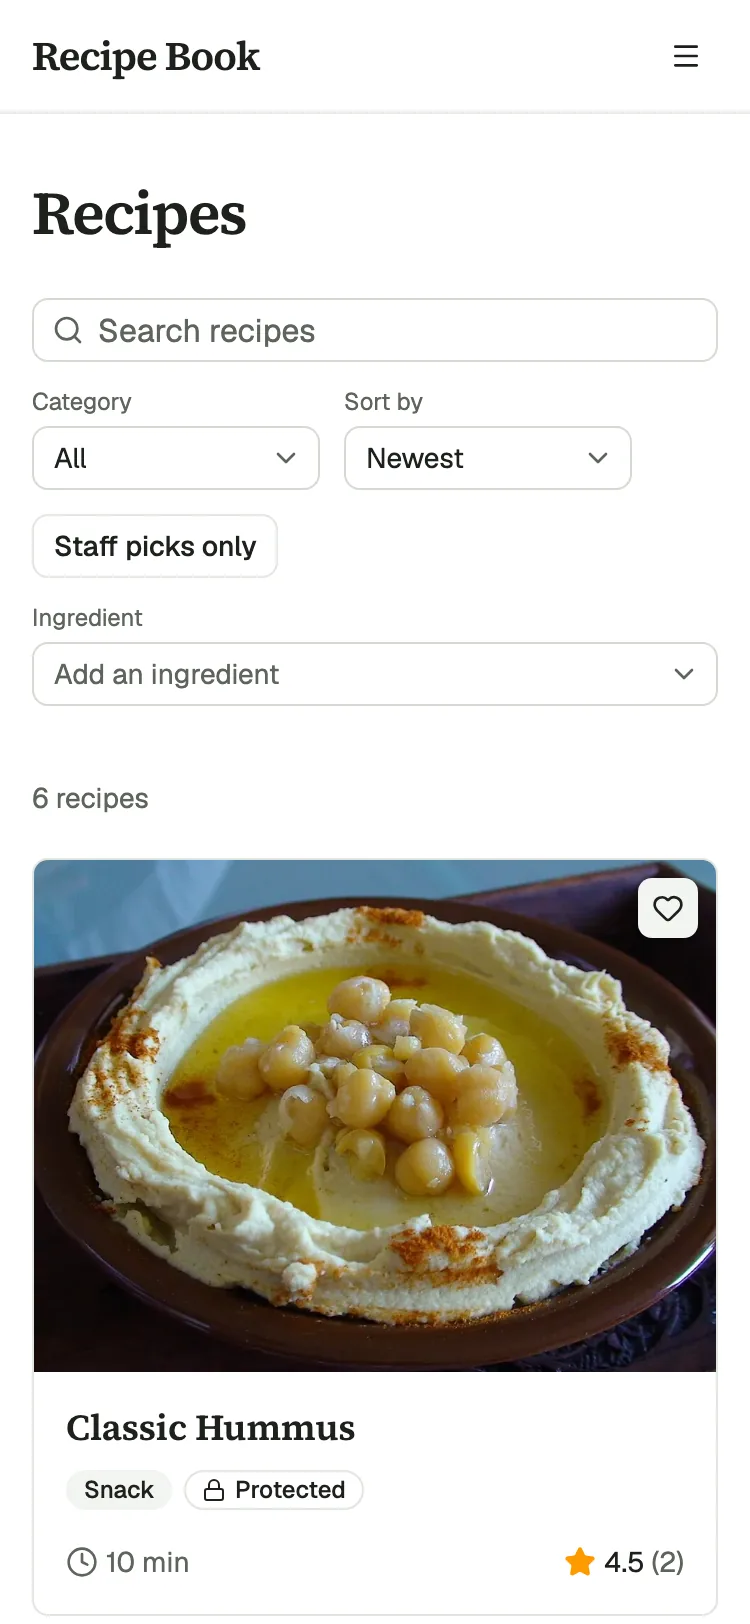 Recipe Book
Recipes
Search recipes
Category
Sort by
All
Newest
Staff picks only
Ingredient
Add an ingredient
6 recipes
Classic Hummus
Snack
Protected
10 min
4.5 (2)